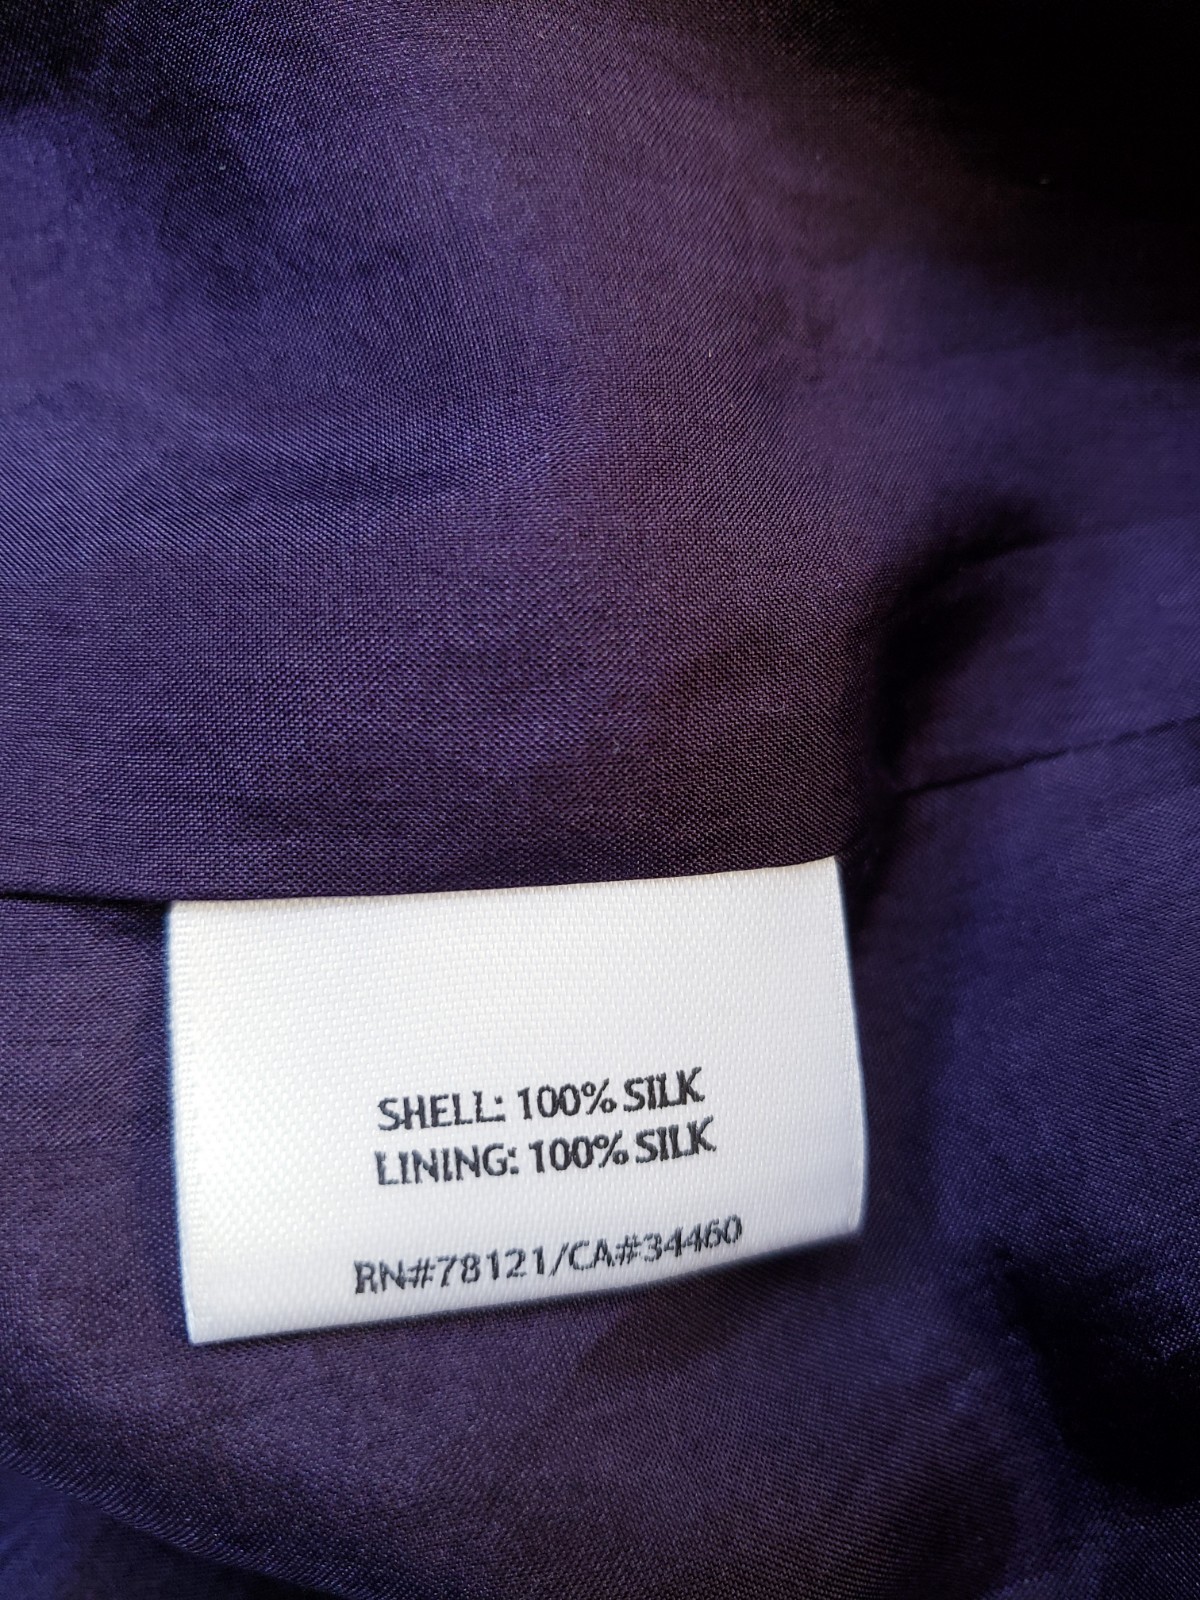 SHELL: 100% SILK
LINING: 100% SILK
RN#78121/CA#34460